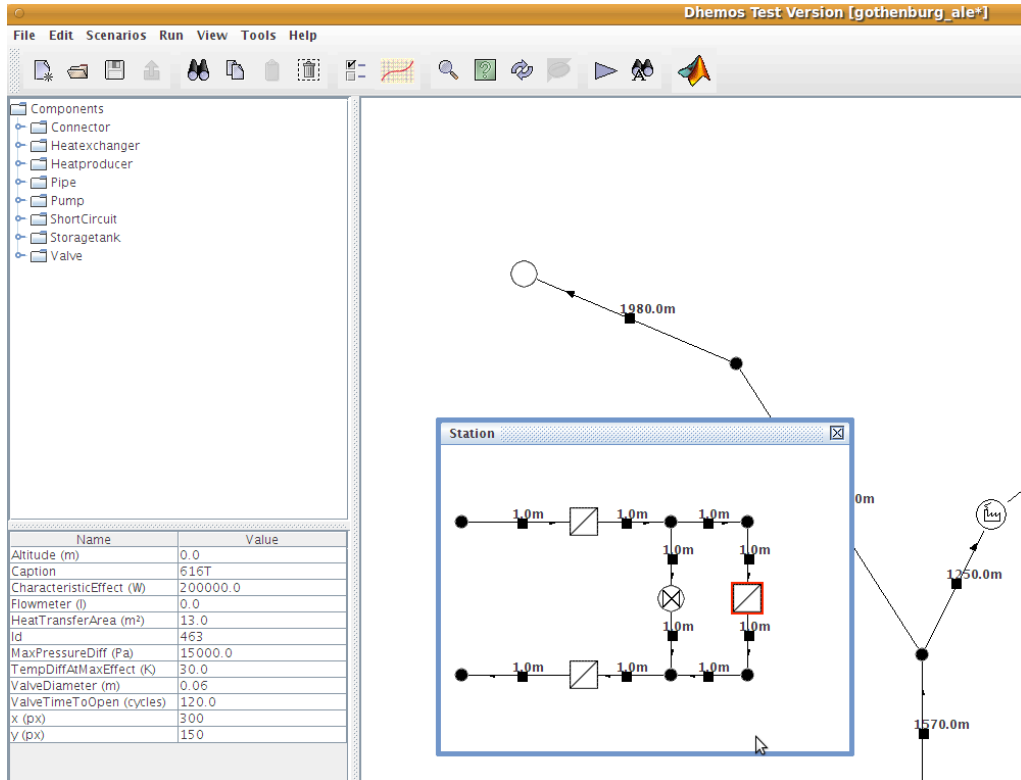 Dhemos Test Version [gothenburg_ale*]
File Edit Scenarios Run View Tools Help
Components
Connector
Heatexchanger
Heatproducer
Pipe
Pump
ShortCircuit
Storagetank
Valve
1980.0m
Station
0m
1.0m 1.0m 1.0m
1.0m 1.0m
1250.0m
1.0m 1.0m
1.0m 1.0m 1.0m
1570.0m
Name Value
Altitude (m) 0.0
Caption 616T
CharacteristicEffect (W) 200000.0
Flowmeter (l) 0.0
HeatTransferArea (m²) 13.0
Id 463
MaxPressureDiff (Pa) 15000.0
TempDiffAtMaxEffect (K) 30.0
ValveDiameter (m) 0.06
ValveTimeToOpen (cycles) 120.0
x (px) 300
y (px) 150